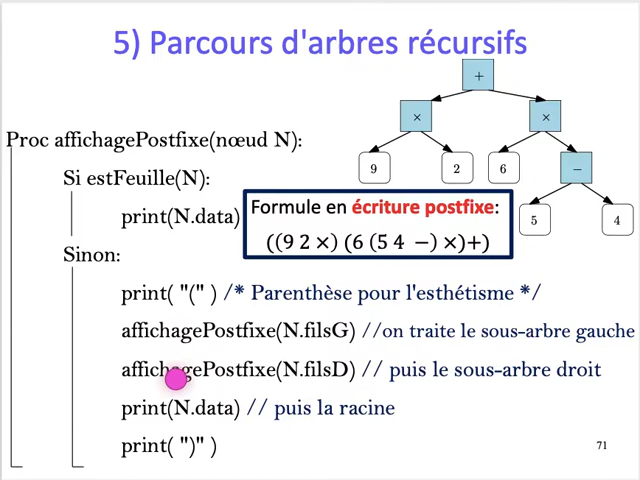 5) Parcours d'arbres récursifs
+
×
×
9
2
6
−
5
4
Proc affichagePostfixe(nœud N):
Si estFeuille(N):
print(N.data)
Formule en écriture postfixe:
((9 2 ×) (6 (5 4 −) ×)+)
Sinon:
print( "(" ) /* Parenthèse pour l'esthétisme */
affichagePostfixe(N.filsG) //on traite le sous-arbre gauche
affichagePostfixe(N.filsD) // puis le sous-arbre droit
print(N.data) // puis la racine
print( ")" )
71